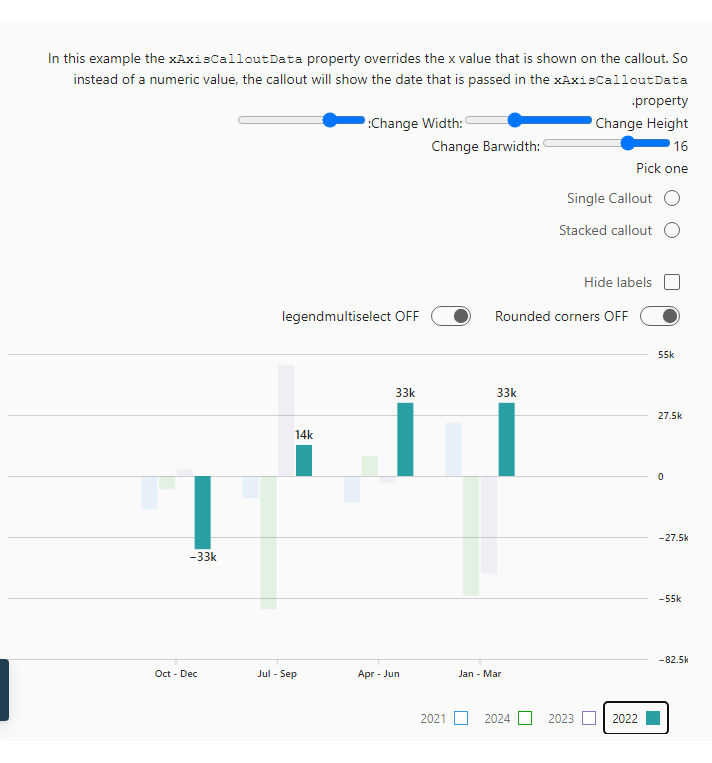 In this example the xAxisCalloutData property overrides the x value that is shown on the callout. So
instead of a numeric value, the callout will show the date that is passed in the xAxisCalloutData
.property
:Change Width: Change Height
Change Barwidth: 16
Pick one
Single Callout
Stacked callout
Hide labels
legendmultiselect OFF Rounded corners OFF
55k
33k 33k
27.5k
14k
0
−27.5k
−33k
−55k
−82.5k
Oct - Dec Jul - Sep Apr - Jun Jan - Mar
2021 2024 2023 2022